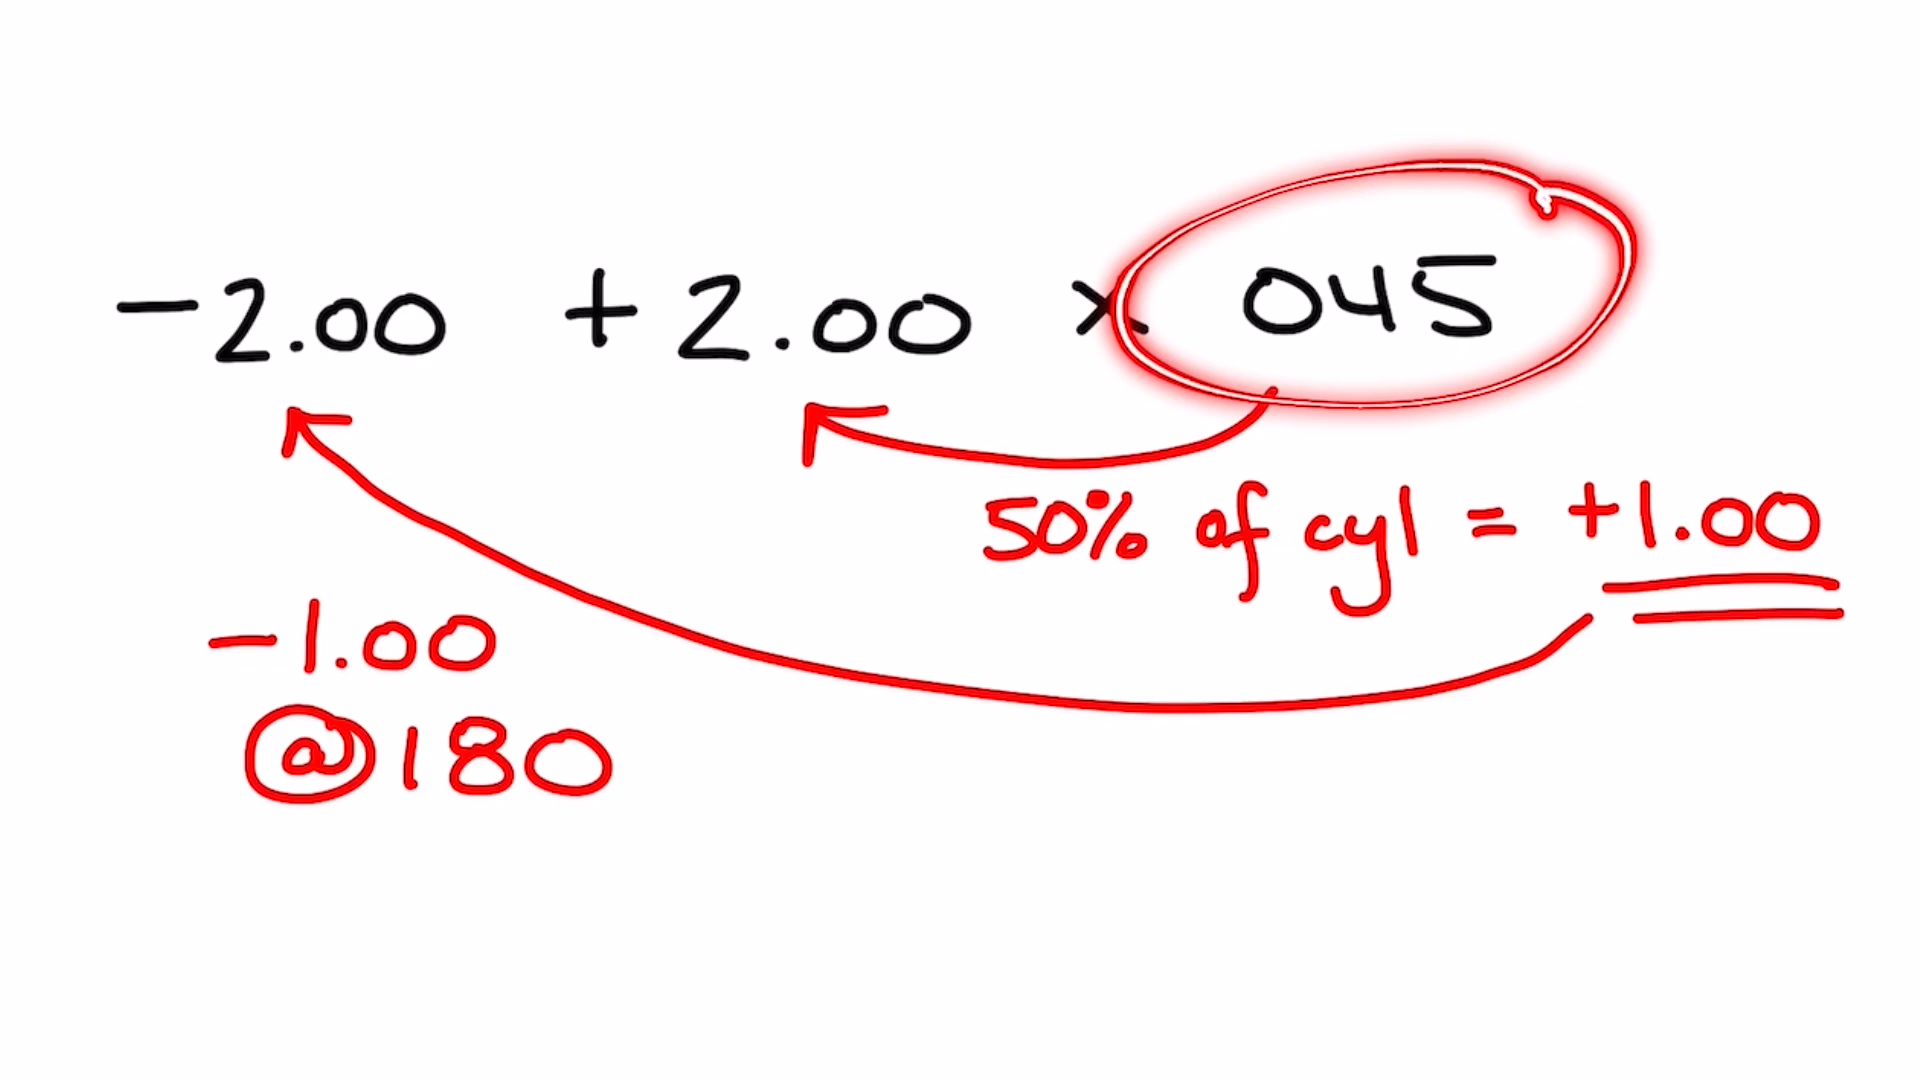 -2.00 +2.00 x 045
50% of cyl = +1.00
-1.00
@180